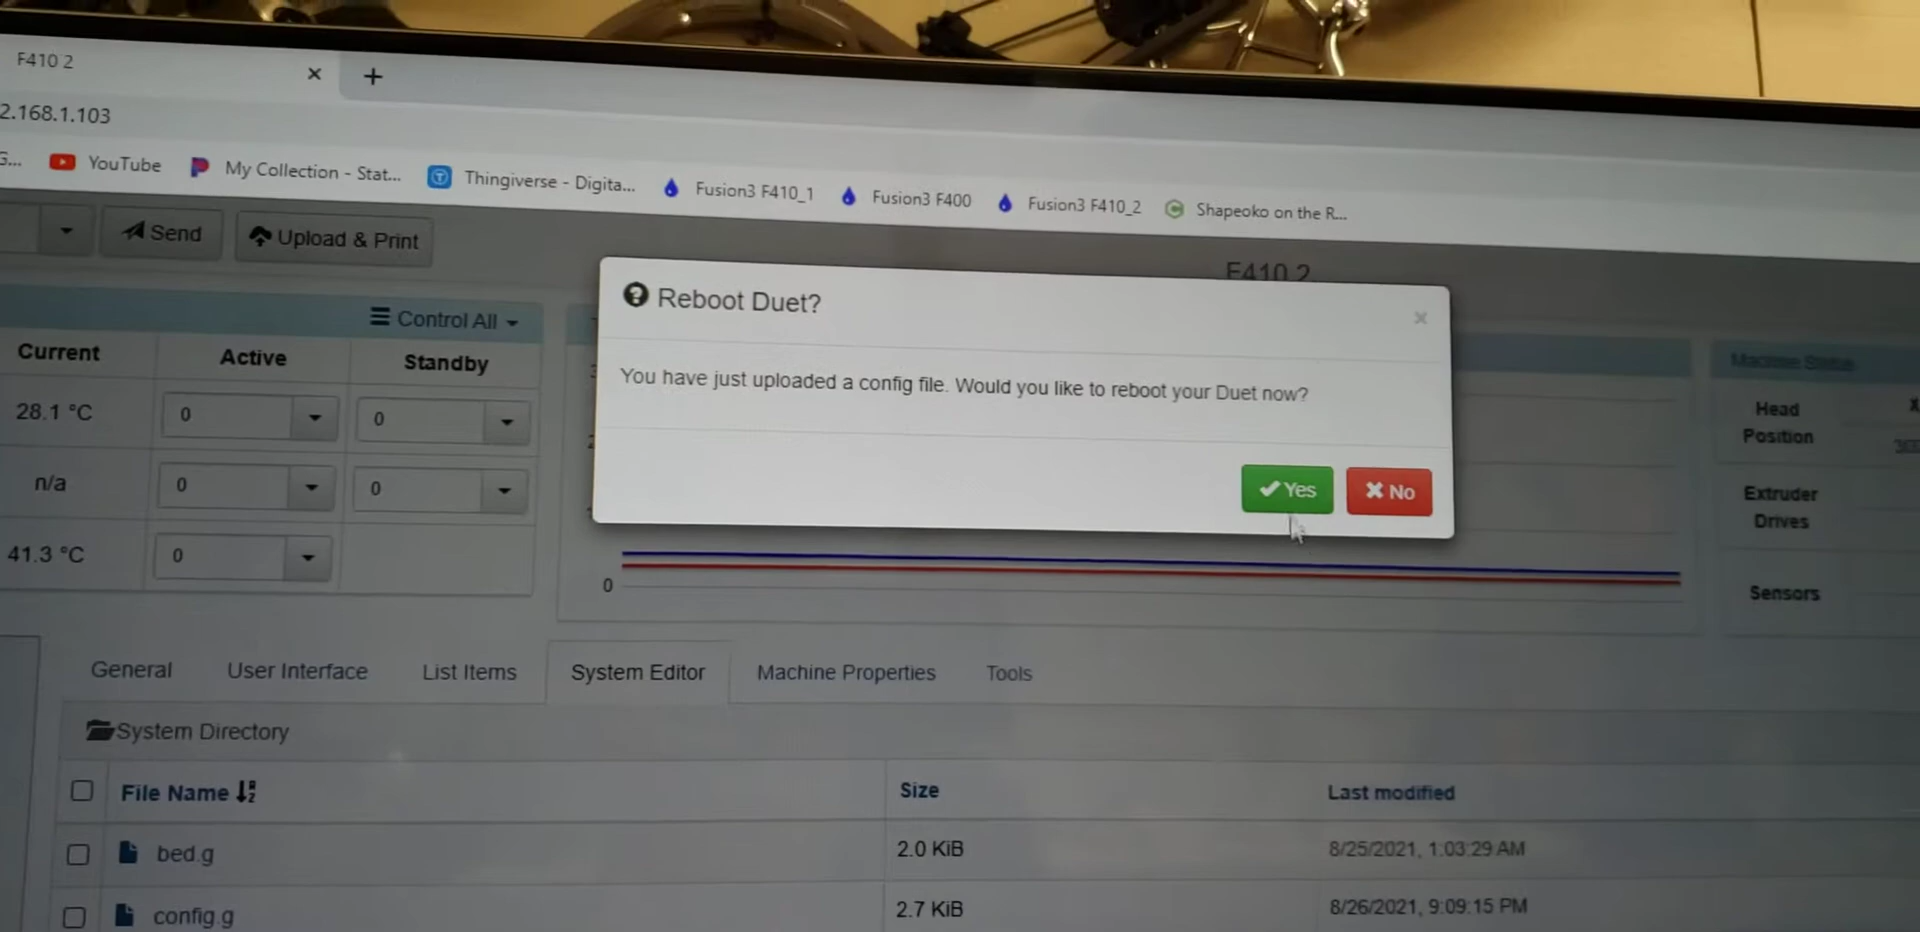 F410 2
2.168.1.103
G...
YouTube
My Collection - Stat...
Thingiverse - Digita...
Fusion3 F410_1
Fusion3 F400
Fusion3 F410_2
Shapeoko on the R...
Send
Upload & Print
F410 2
Control All
Current Active Standby
28.1 °C 0 0
n/a 0 0
41.3 °C 0
Reboot Duet?
You have just uploaded a config file. Would you like to reboot your Duet now?
Yes
No
0
Machine Status
Head Position
X
Extruder Drives
Sensors
General
User Interface
List Items
System Editor
Machine Properties
Tools
System Directory
File Name Size Last modified
bed.g 2.0 KiB 8/25/2021, 1:03:29 AM
config.g 2.7 KiB 8/26/2021, 9:09:15 PM